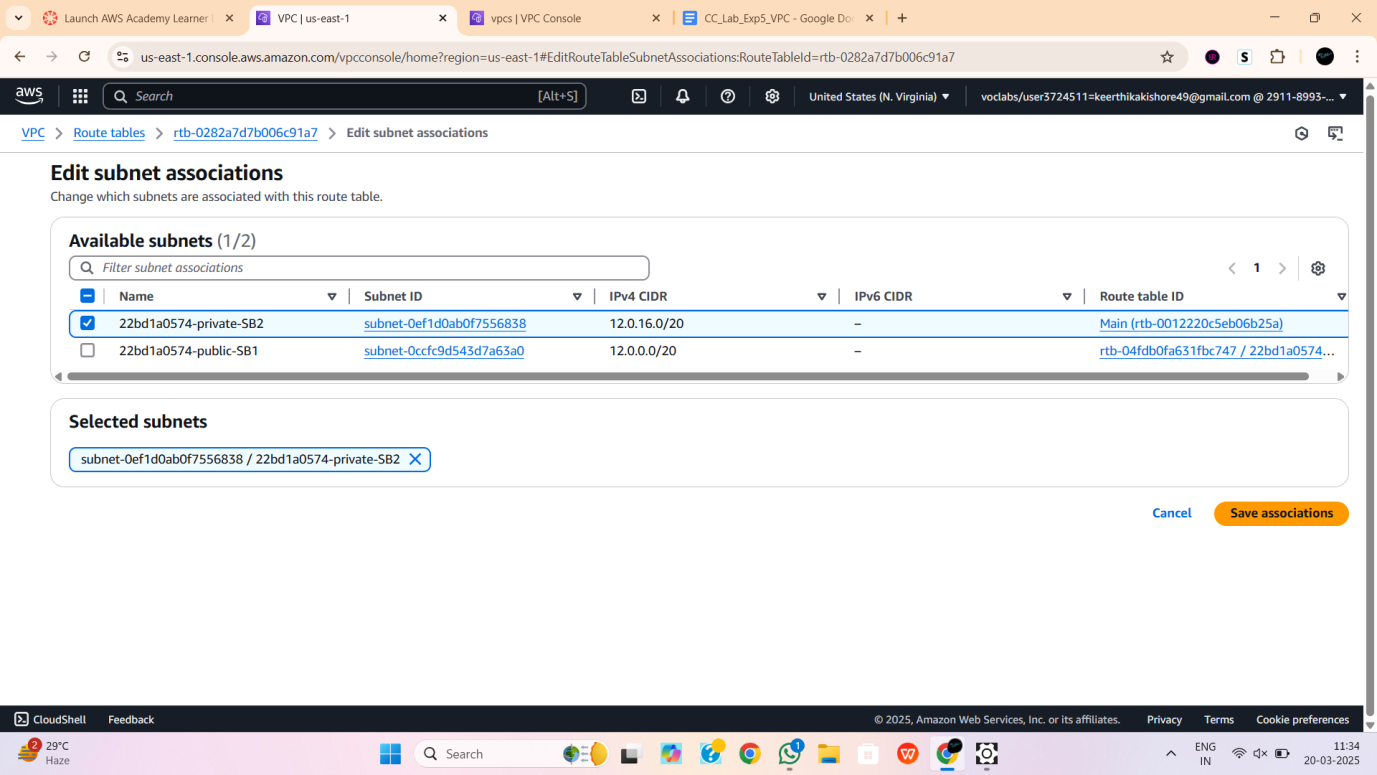 Launch AWS Academy Learner
VPC | us-east-1
vpcs | VPC Console
CC_Lab_Exp5_VPC - Google Do
us-east-1.console.aws.amazon.com/vpcconsole/home?region=us-east-1#EditRouteTableSubnetAssociations:RouteTableId=rtb-0282a7d7b006c91a7
S
aws
Search [Alt+S]
United States (N. Virginia)
voclabs/user3724511=keerthikakishore49@gmail.com @ 2911-8993-...
VPC > Route tables > rtb-0282a7d7b006c91a7 > Edit subnet associations
Edit subnet associations
Change which subnets are associated with this route table.
Available subnets (1/2)
Filter subnet associations
1
Name Subnet ID IPv4 CIDR IPv6 CIDR Route table ID
22bd1a0574-private-SB2 subnet-0ef1d0ab0f7556838 12.0.16.0/20 – Main (rtb-0012220c5eb06b25a)
22bd1a0574-public-SB1 subnet-0ccfc9d543d7a63a0 12.0.0.0/20 – rtb-04fdb0fa631fbc747 / 22bd1a0574...
Selected subnets
subnet-0ef1d0ab0f7556838 / 22bd1a0574-private-SB2
Cancel Save associations
CloudShell Feedback © 2025, Amazon Web Services, Inc. or its affiliates. Privacy Terms Cookie preferences
2
29°C
Haze
Search
1
W
ENG
IN
11:34
20-03-2025